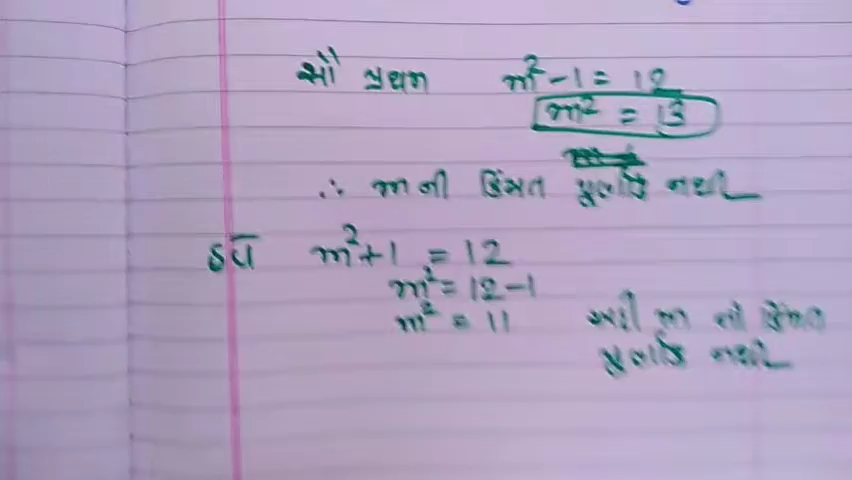 સૌ પ્રથમ m² - 1 = 12
m² = 13
∴ m ની કિંમત પૂર્ણાંક નથી
હવે m² + 1 = 12
m² = 12 - 1
m² = 11 અહી m ની કિંમત
પૂર્ણાંક નથી